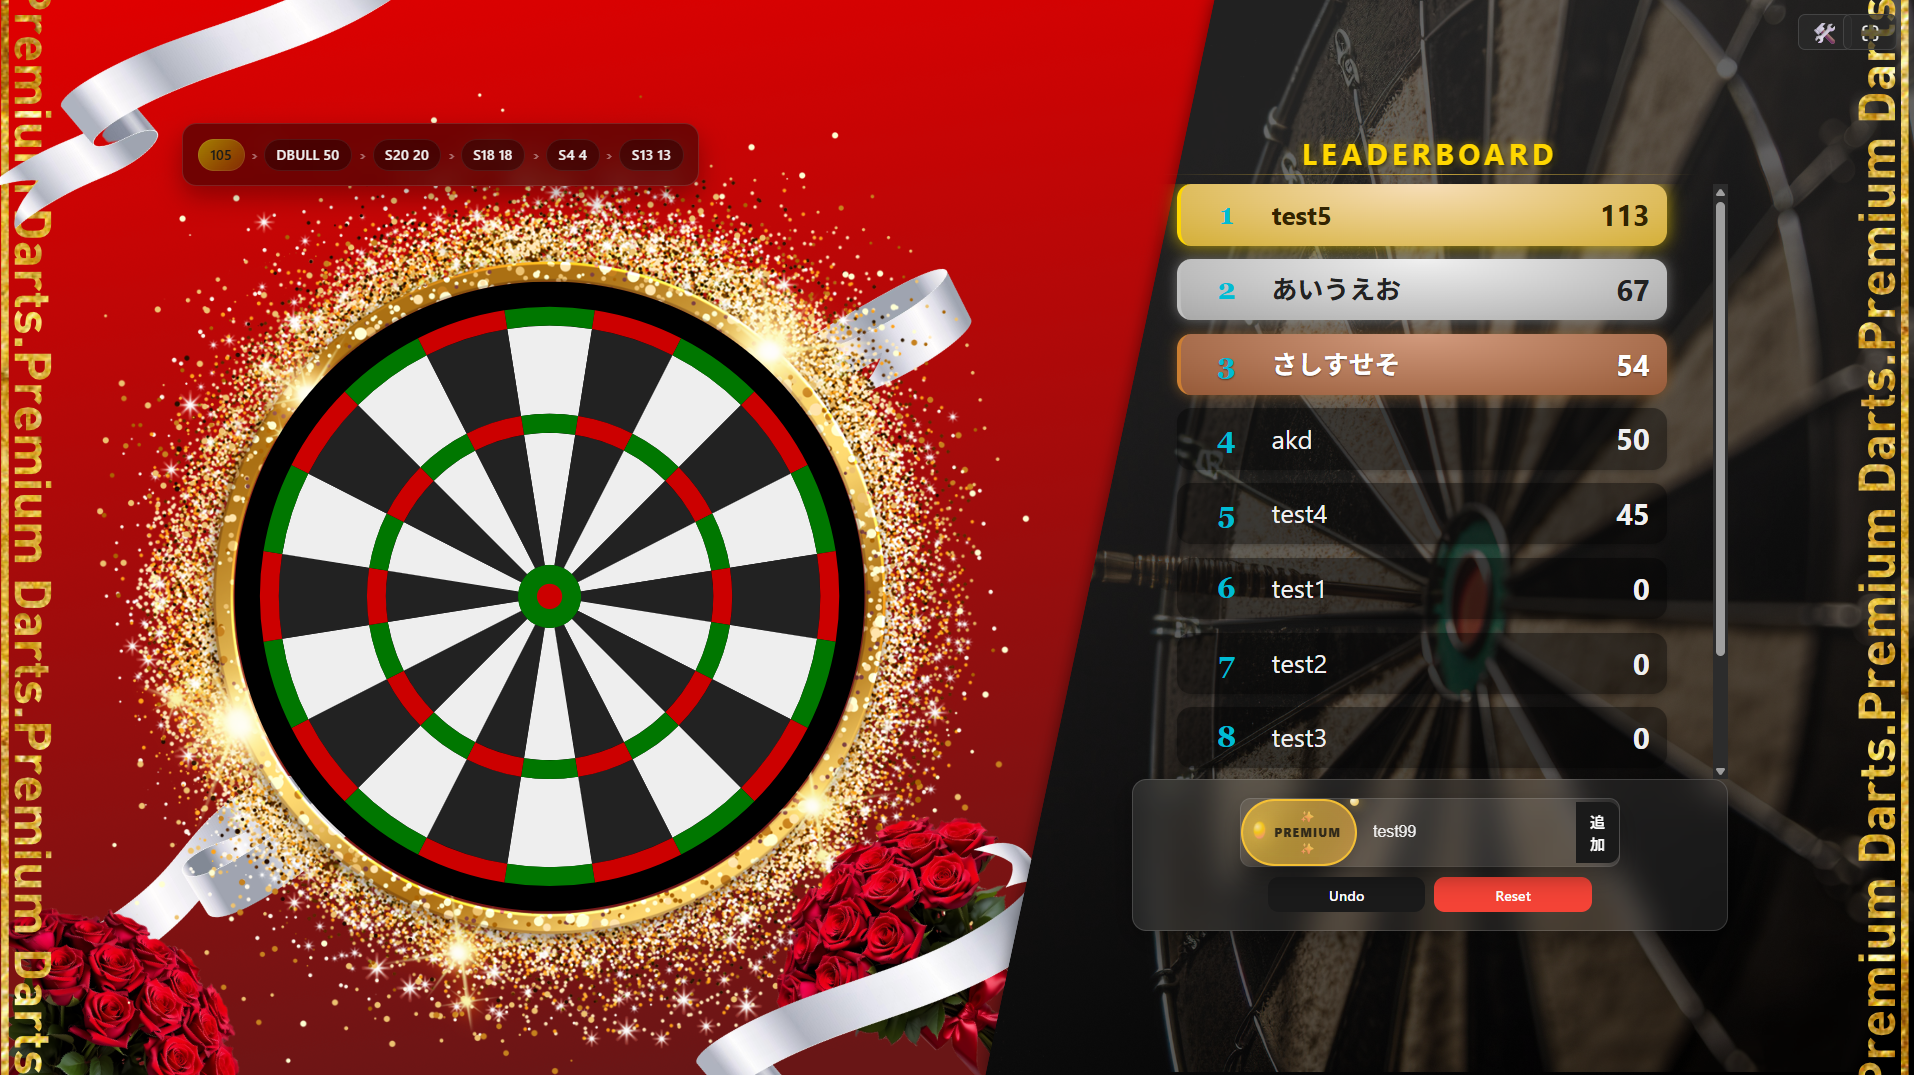 Premium Darts.Premium Darts.Premium Darts
105 › DBULL 50 › S20 20 › S18 18 › S4 4 › S13 13
LEADERBOARD
1 test5 113
2 あいうえお 67
3 さしすせそ 54
4 akd 50
5 test4 45
6 test1 0
7 test2 0
8 test3 0
PREMIUM test99 追加
Undo Reset
Premium Darts.Premium Darts.Premium Darts